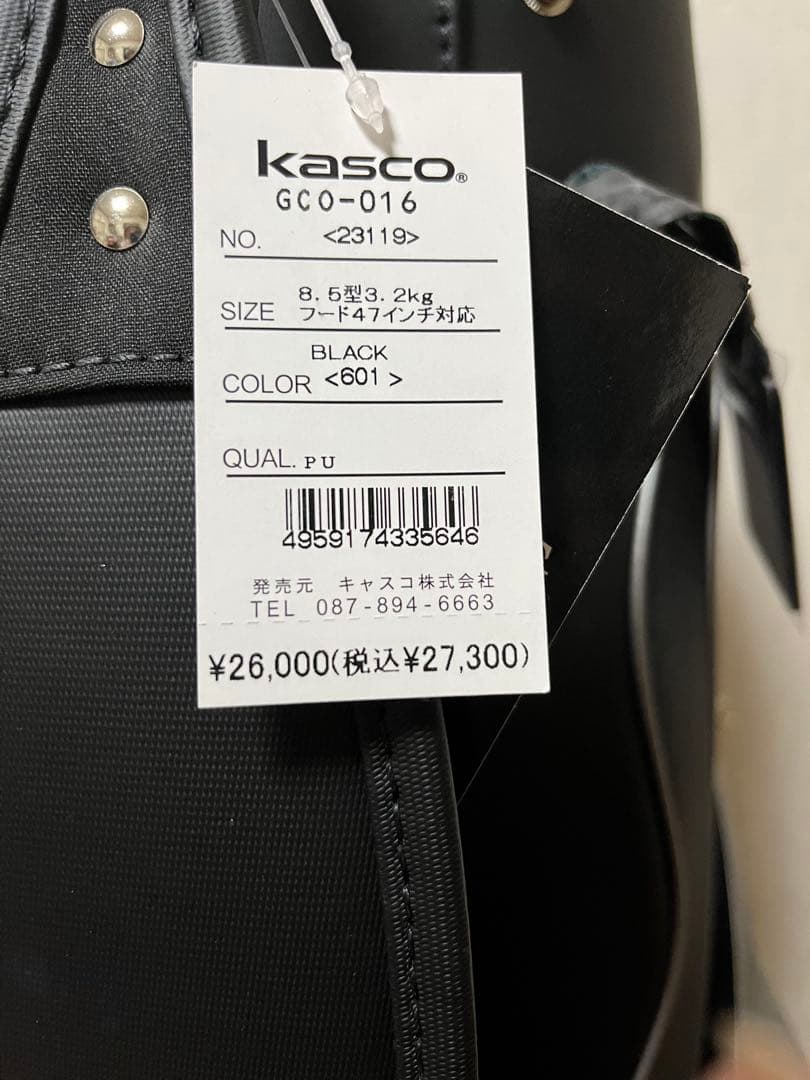 kasco®
GCO-016
NO. <23119>
SIZE 8.5型3.2kg
フード47インチ対応
BLACK
COLOR <601 >
QUAL. PU
4959174335646
発売元 キャスコ株式会社
TEL 087-894-6663
¥26,000(税込¥27,300)